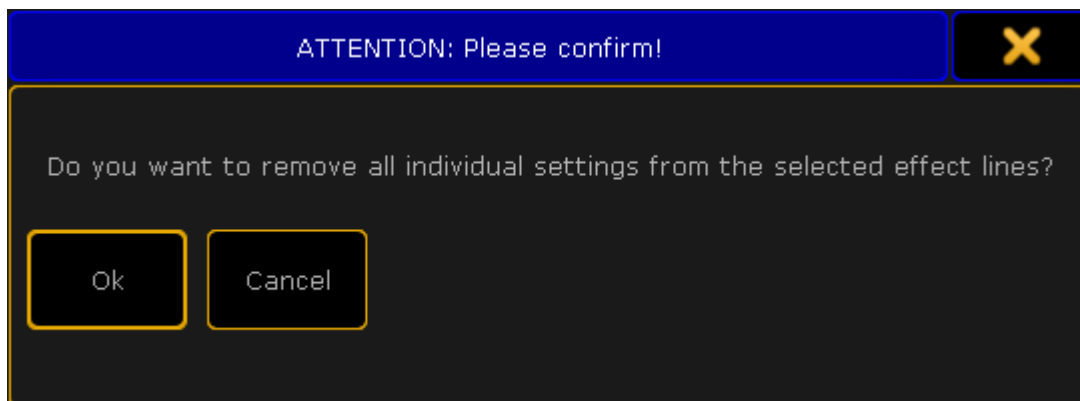 ATTENTION: Please confirm!
Do you want to remove all individual settings from the selected effect lines?
Ok
Cancel